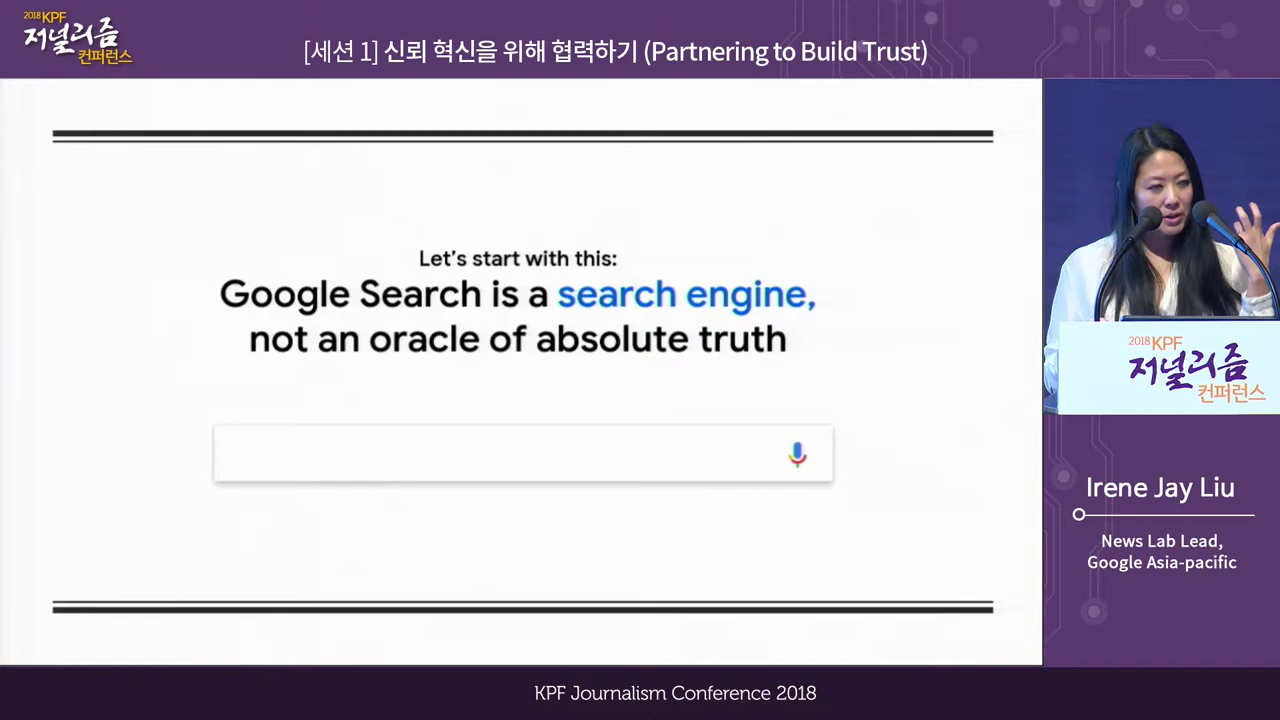 2018 KPF
저널리즘
컨퍼런스
[세션 1] 신뢰 혁신을 위해 협력하기 (Partnering to Build Trust)
Let's start with this:
Google Search is a search engine,
not an oracle of absolute truth
2018 KPF
저널리즘
컨퍼런스
Irene Jay Liu
News Lab Lead,
Google Asia-pacific
KPF Journalism Conference 2018